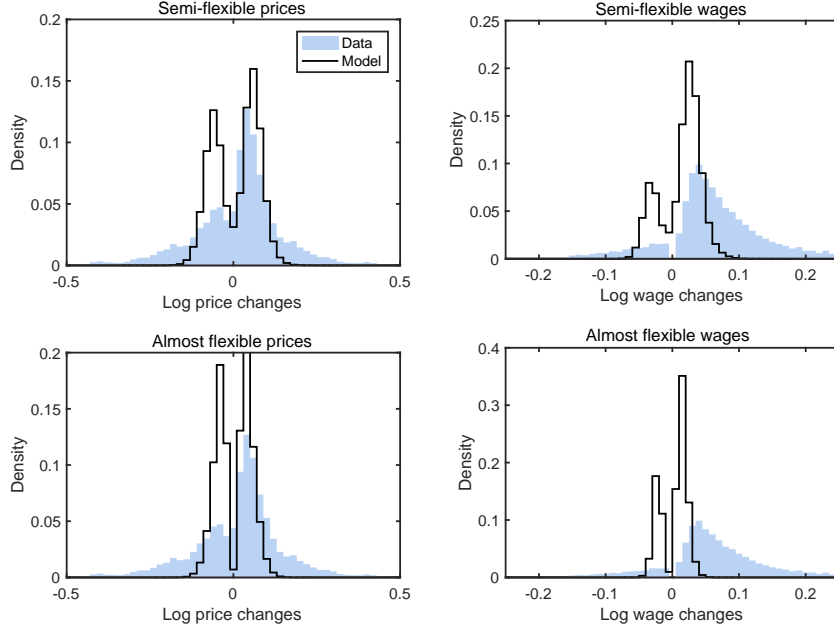 Semi-flexible prices
0.2
0.15
0.1
0.05
0
Density
-0.5
0
0.5
Log price changes
Data
Model
Semi-flexible wages
0.25
0.2
0.15
0.1
0.05
0
Density
-0.2
-0.1
0
0.1
0.2
Log wage changes
Almost flexible prices
0.2
0.15
0.1
0.05
0
Density
-0.5
0
0.5
Log price changes
Almost flexible wages
0.4
0.3
0.2
0.1
0
Density
-0.2
-0.1
0
0.1
0.2
Log wage changes